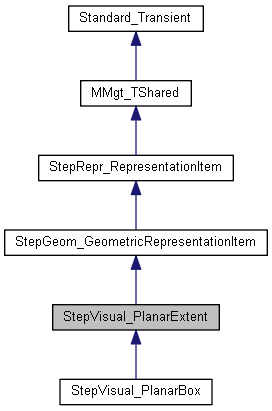 Standard_Transient
MMgt_TShared
StepRepr_RepresentationItem
StepGeom_GeometricRepresentationItem
StepVisual_PlanarExtent
StepVisual_PlanarBox